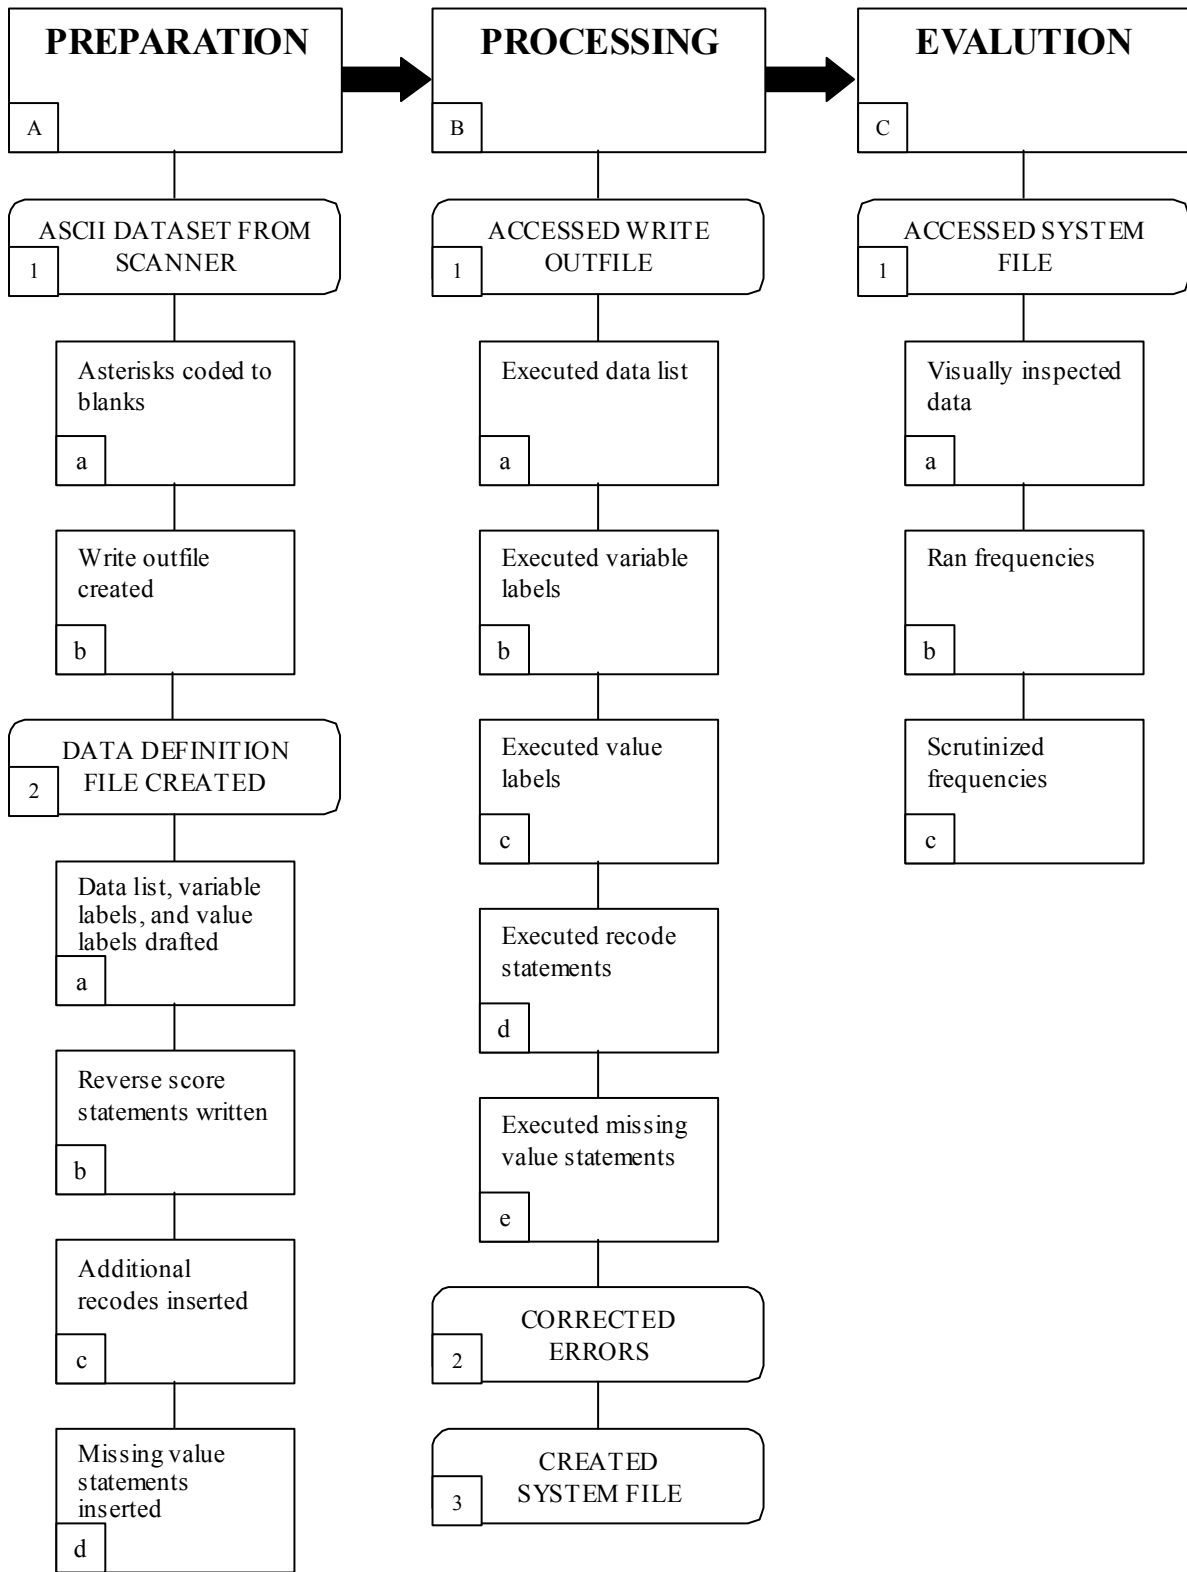 PREPARATION
A
ASCII DATASET FROM
SCANNER
1
Asterisks coded to
blanks
a
Write outfile
created
b
DATA DEFINITION
FILE CREATED
2
Data list, variable
labels, and value
labels drafted
a
Reverse score
statements written
b
Additional
recodes inserted
c
Missing value
statements
inserted
d
PROCESSING
B
ACCESSED WRITE
OUTFILE
1
Executed data list
a
Executed variable
labels
b
Executed value
labels
c
Executed recode
statements
d
Executed missing
value statements
e
CORRECTED
ERRORS
2
CREATED
SYSTEM FILE
3
EVALUTION
C
ACCESSED SYSTEM
FILE
1
Visually inspected
data
a
Ran frequencies
b
Scrutinized
frequencies
c